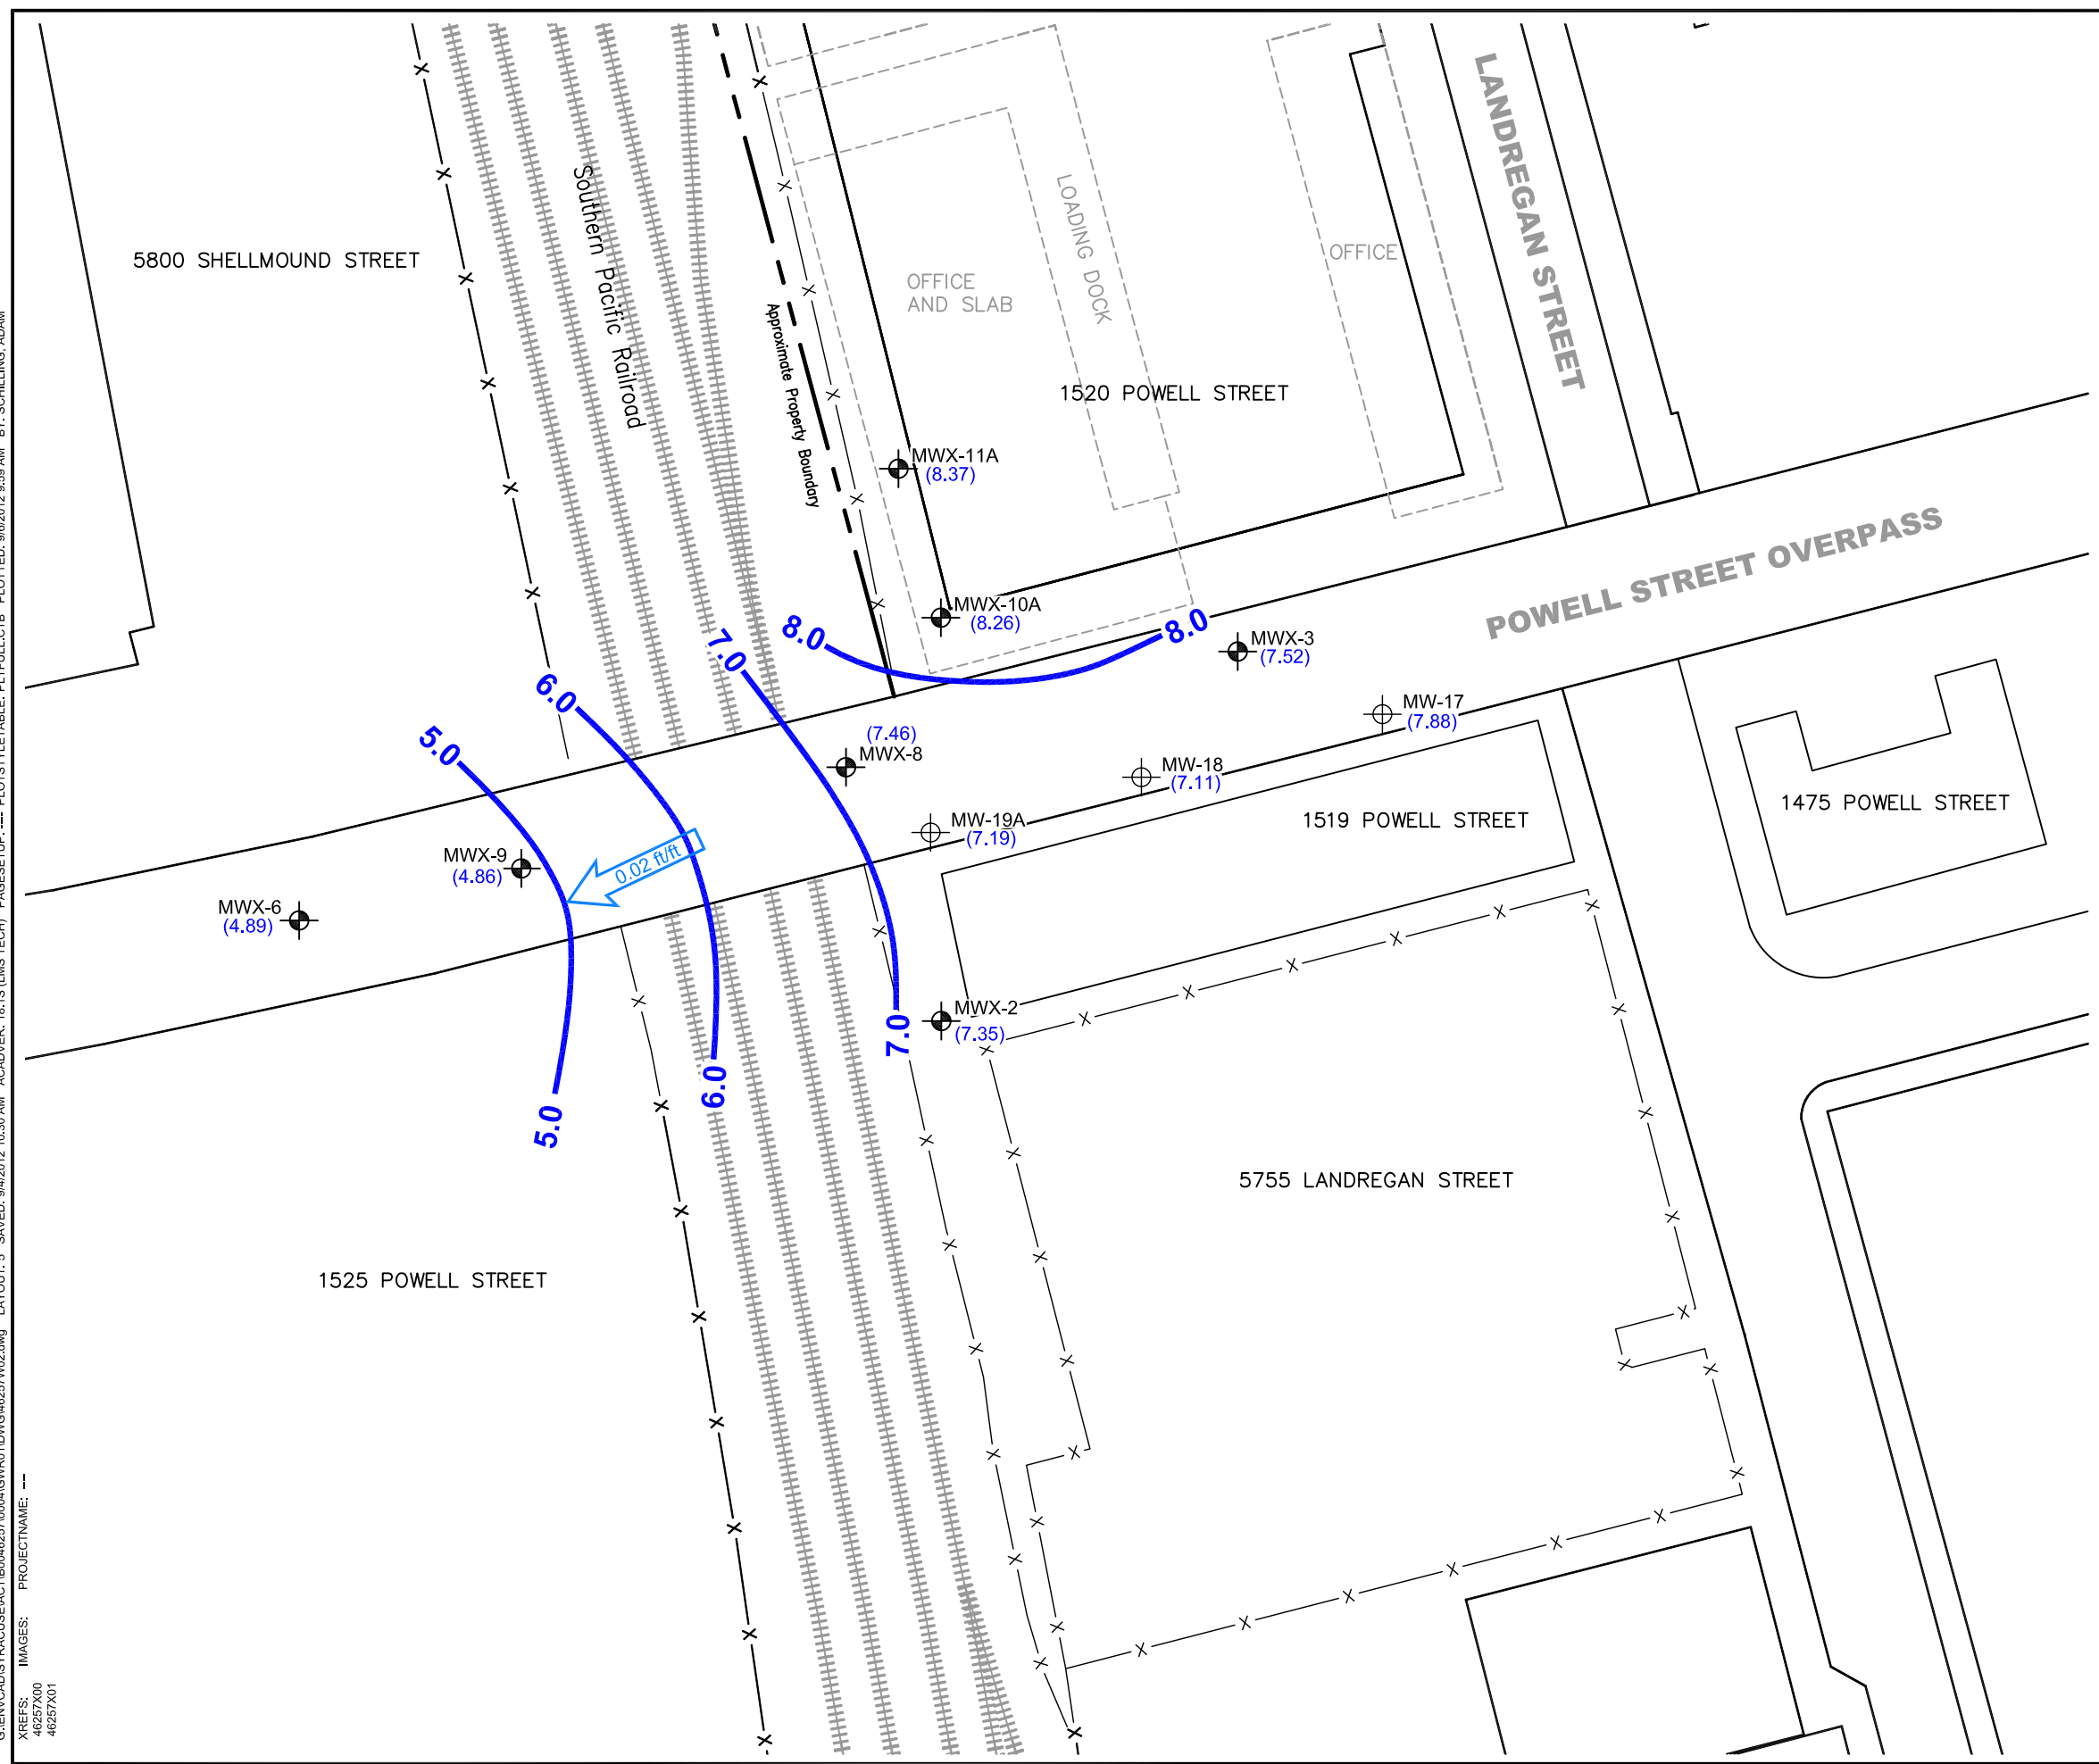 5800 SHELLMOUND STREET
Southern Pacific Railroad
Approximate Property Boundary
OFFICE
AND SLAB
LOADING DOCK
OFFICE
LANDREGAN STREET
1520 POWELL STREET
MWX-11A
(8.37)
POWELL STREET OVERPASS
MWX-10A
(8.26)
8.0
8.0
MWX-3
(7.52)
7.0
6.0
5.0
MW-17
(7.88)
(7.46)
MWX-8
MW-18
(7.11)
MW-19A
(7.19)
1519 POWELL STREET
1475 POWELL STREET
MWX-9
(4.86)
0.02 ft/ft
MWX-6
(4.89)
MWX-2
(7.35)
7.0
6.0
5.0
5755 LANDREGAN STREET
1525 POWELL STREET
XREFS: IMAGES: PROJECTNAME: ---
46257X00
46257X01